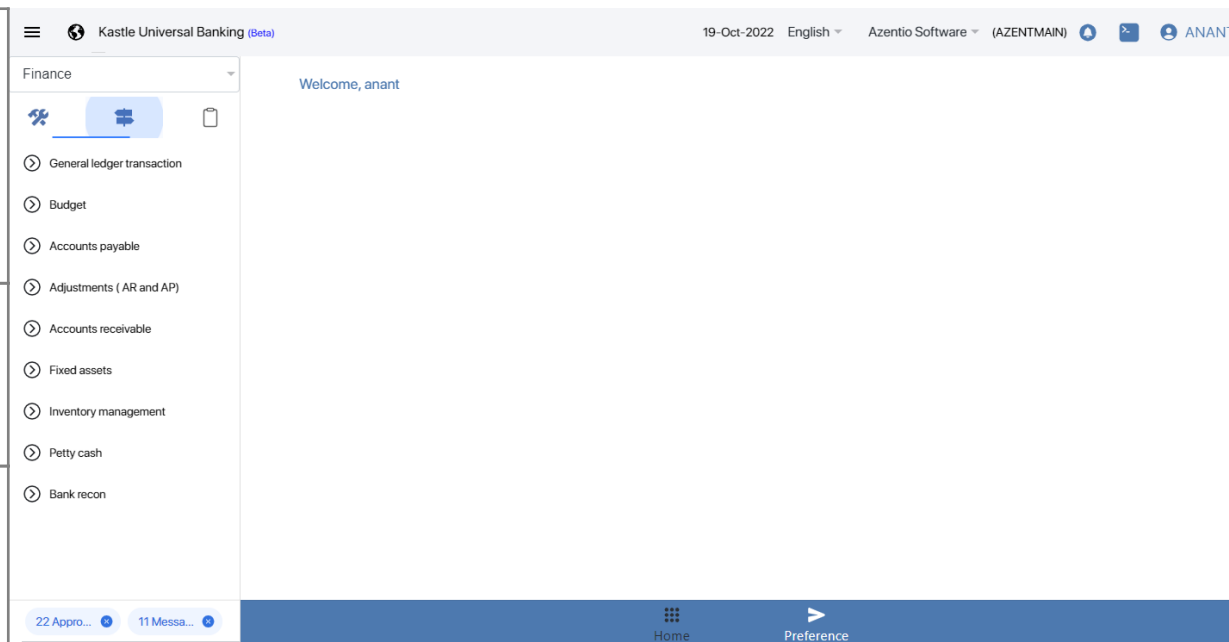 Kastle Universal Banking (Beta)
19-Oct-2022 English Azentio Software (AZENTMAIN) ANANT
Finance
Welcome, anant
General ledger transaction
Budget
Accounts payable
Adjustments ( AR and AP)
Accounts receivable
Fixed assets
Inventory management
Petty cash
Bank recon
22 Appro... 11 Messa...
Home Preference